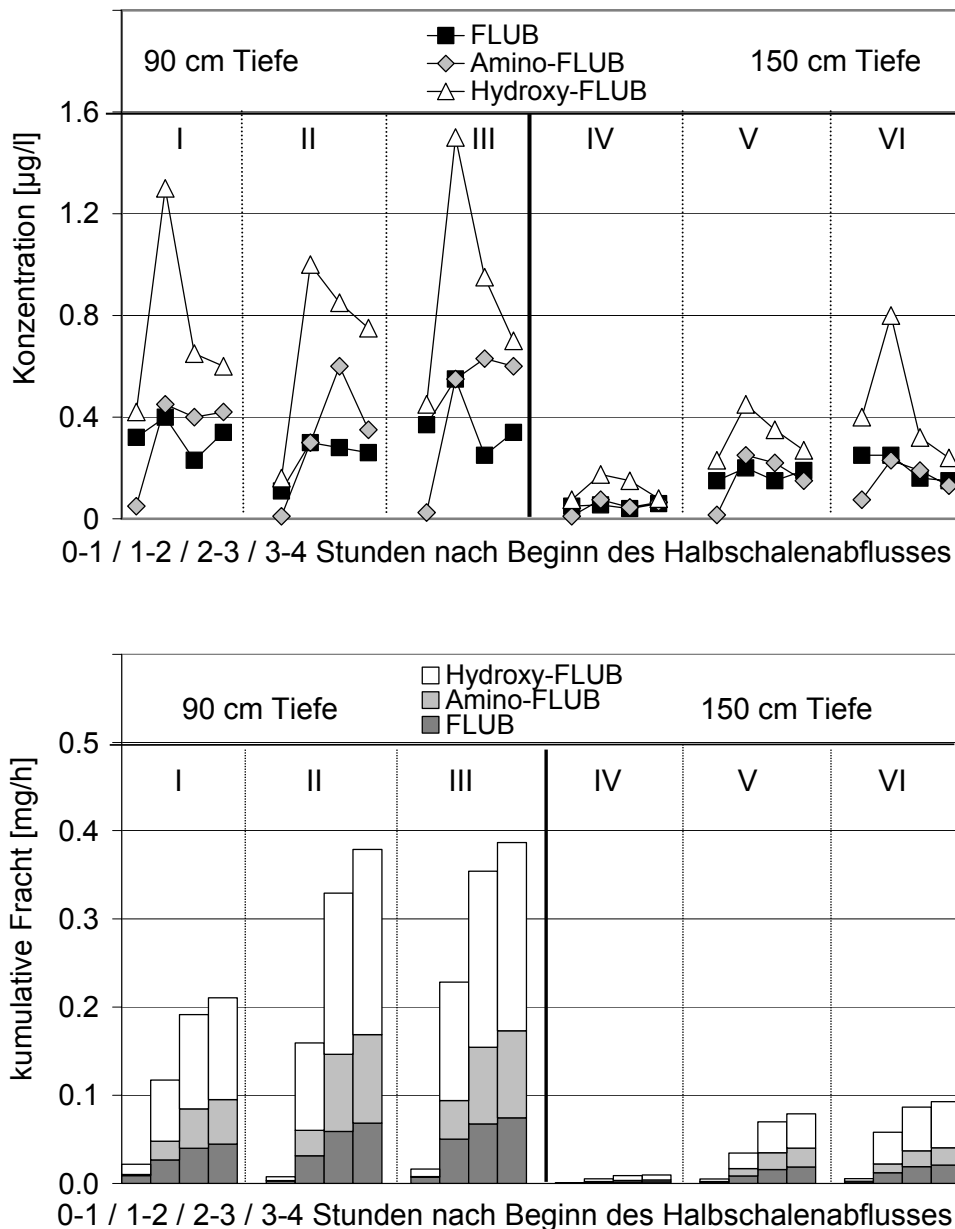 FLUB
90 cm Tiefe
Amino-FLUB
150 cm Tiefe
Hydroxy-FLUB
Konzentration [µg/l]
1.6
1.2
0.8
0.4
0
I
II
III
IV
V
VI
0-1 / 1-2 / 2-3 / 3-4 Stunden nach Beginn des Halbschalenabflusses
Hydroxy-FLUB
90 cm Tiefe
Amino-FLUB
150 cm Tiefe
FLUB
kumulative Fracht [mg/h]
0.5
0.4
0.3
0.2
0.1
0.0
I
II
III
IV
V
VI
0-1 / 1-2 / 2-3 / 3-4 Stunden nach Beginn des Halbschalenabflusses